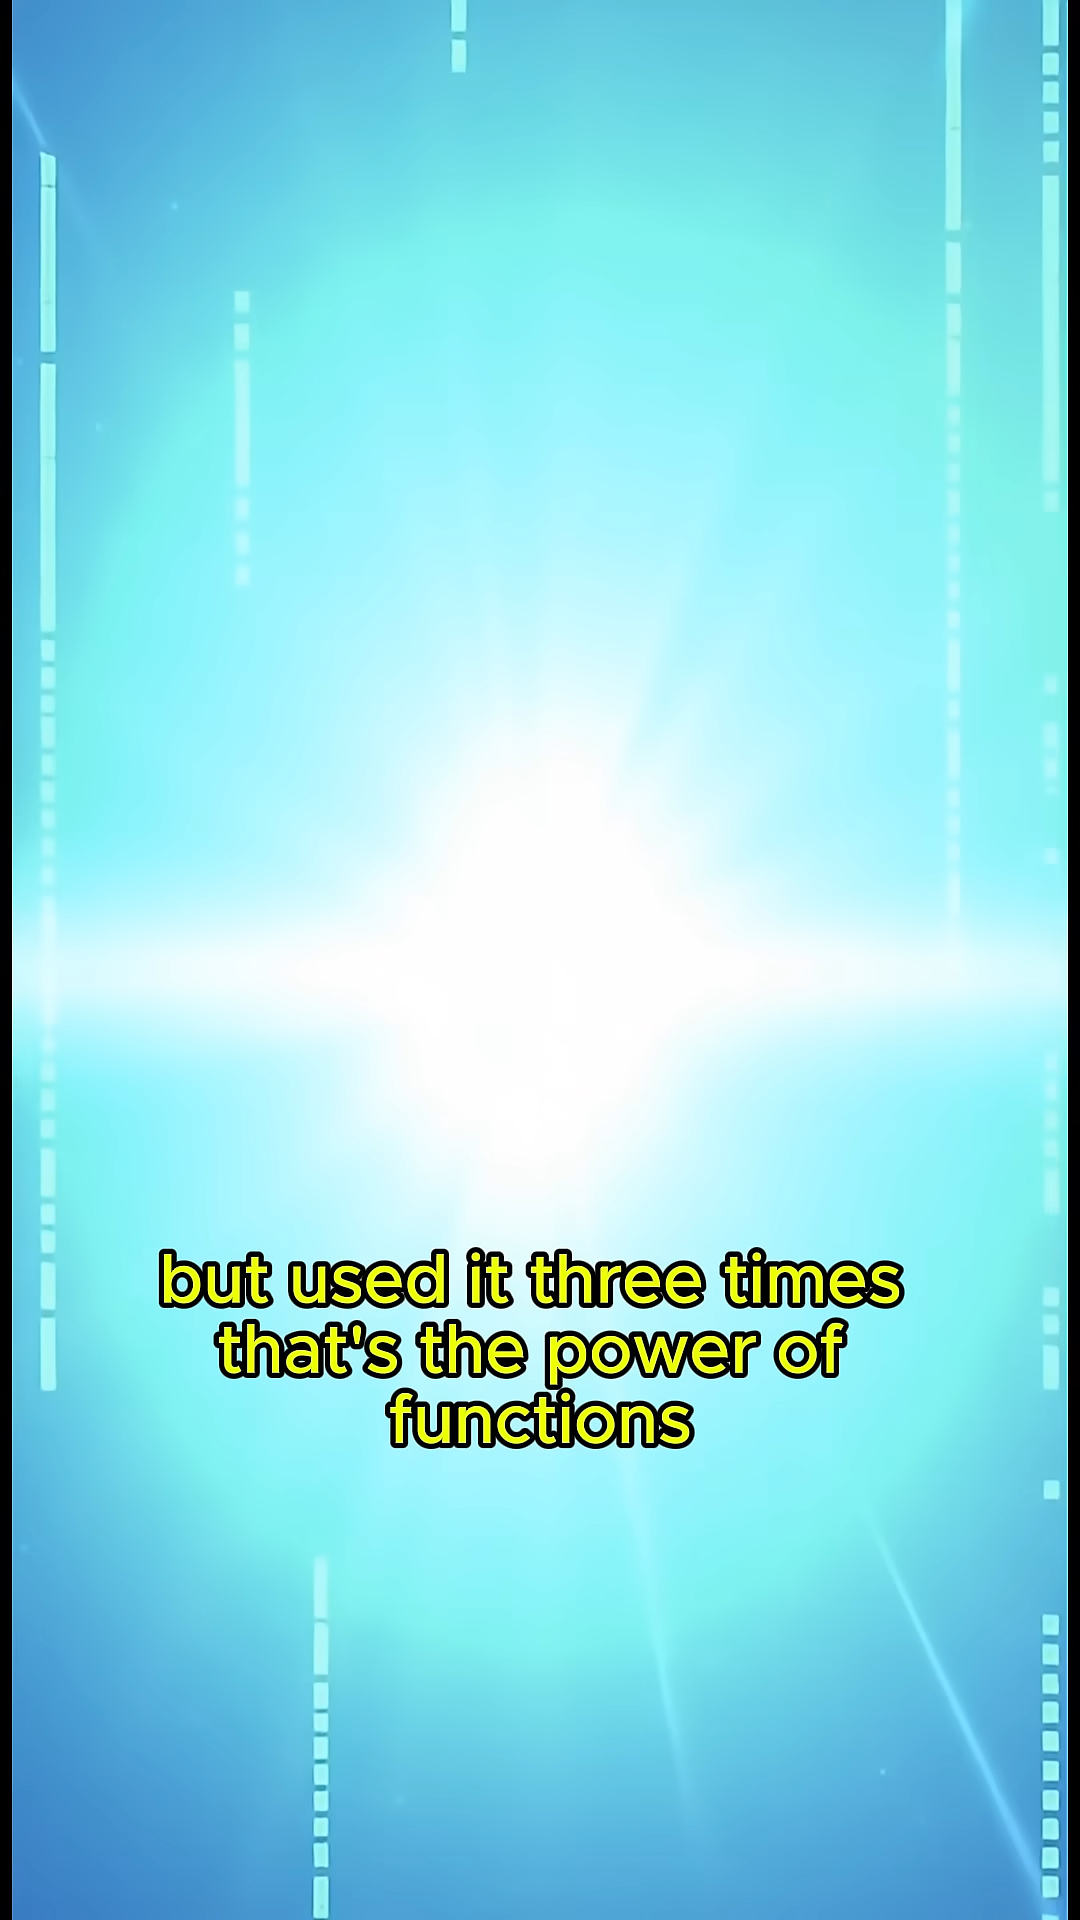 but used it three times
that's the power of
functions